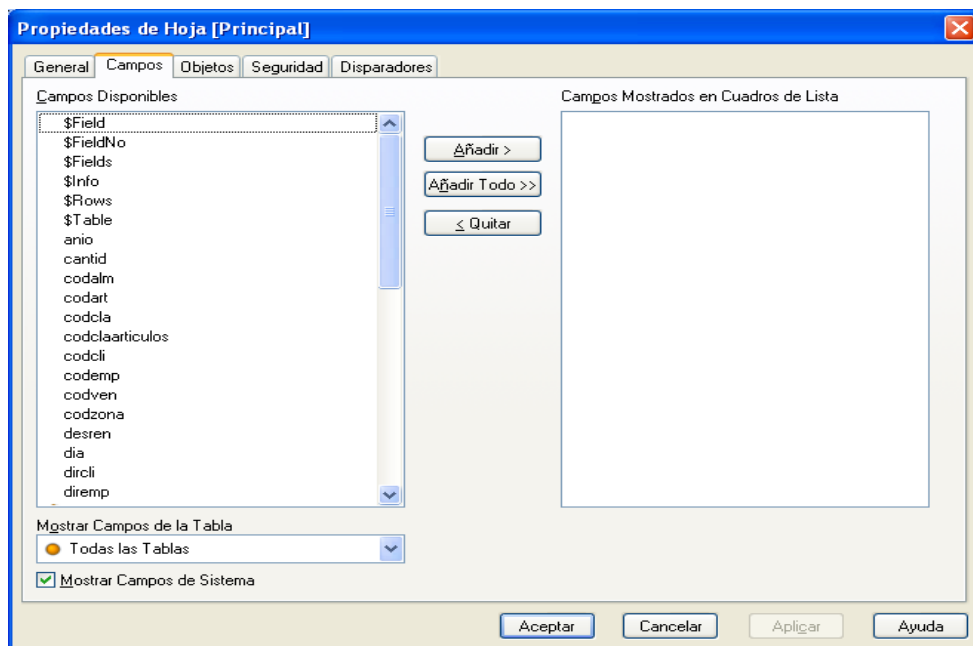 Propiedades de Hoja [Principal]
General Campos Objetos Seguridad Disparadores
Campos Disponibles
$Field
$FieldNo
$Fields
$Info
$Rows
$Table
anio
cantid
codalm
codart
codcla
codclaarticulos
codcli
codemp
codven
codzona
desren
dia
dircli
diremp
Añadir >
Añadir Todo >>
< Quitar
Campos Mostrados en Cuadros de Lista
Mostrar Campos de la Tabla
Todas las Tablas
Mostrar Campos de Sistema
Aceptar Cancelar Aplicar Ayuda